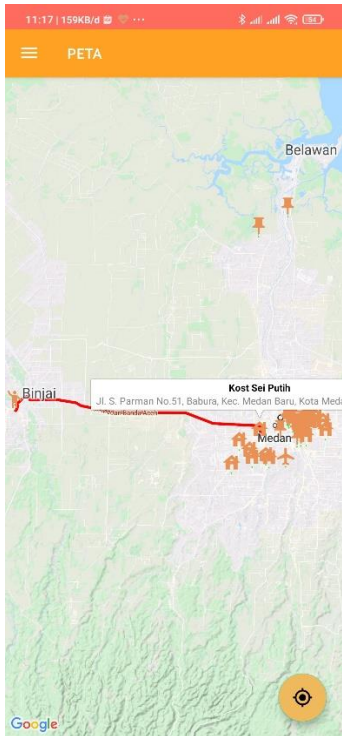 11:17 | 159KB/d
54
PETA
Belawan
Binjai
Kost Sei Putih
Jl. S. Parman No.51, Babura, Kec. Medan Baru, Kota Meda
Medan
Google